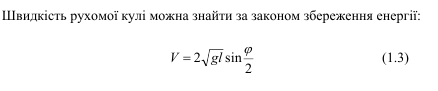 Швидкість рухомої кулі можна знайти за законом збереження енергії:
V = 2√gl sin φ/2 (1.3)